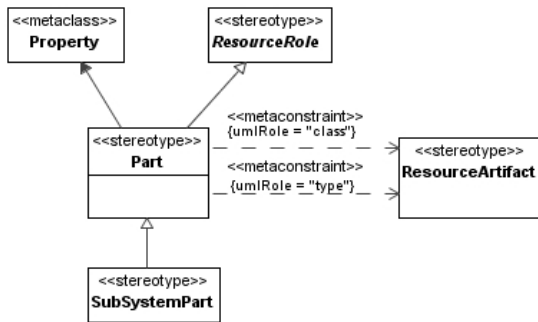 <<metaclass>>
Property
<<stereotype>>
ResourceRole
<<stereotype>>
Part
<<metaconstraint>>
{umlRole = "class"}
<<metaconstraint>>
{umlRole = "type"}
<<stereotype>>
ResourceArtifact
<<stereotype>>
SubSystemPart